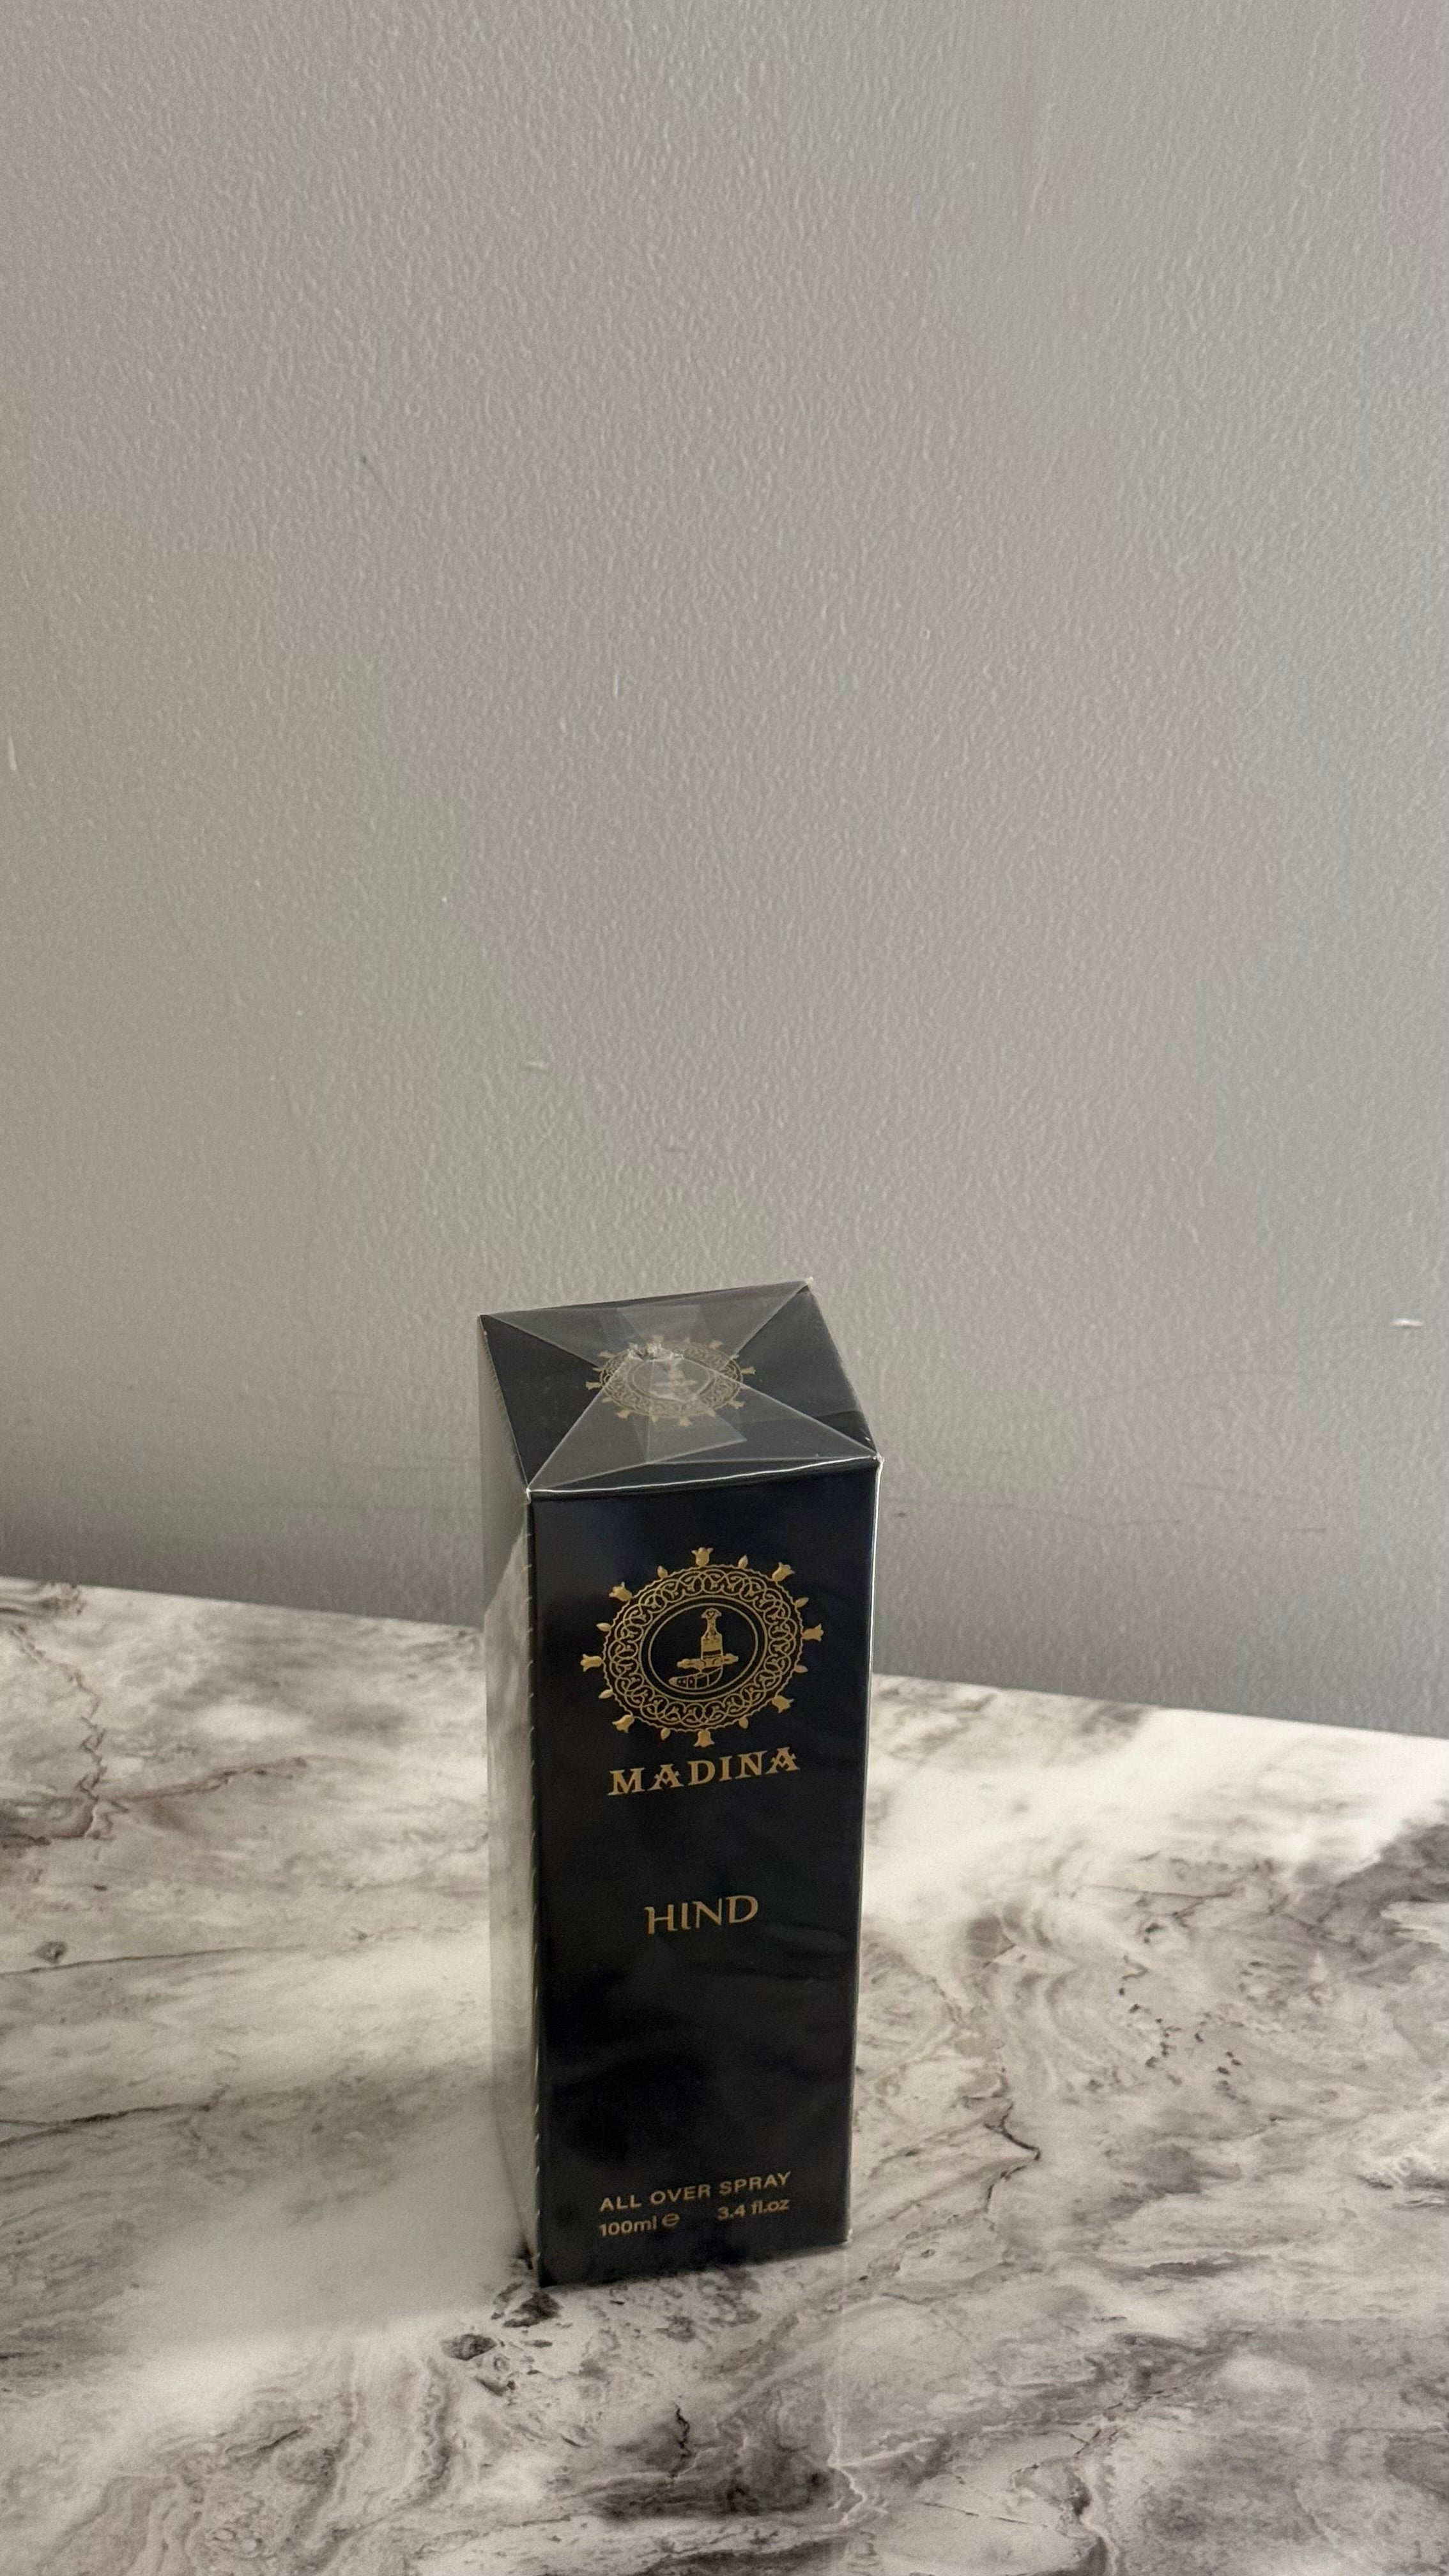 MADINA
HIND
ALL OVER SPRAY
100ml ℮ 3.4 fl.oz